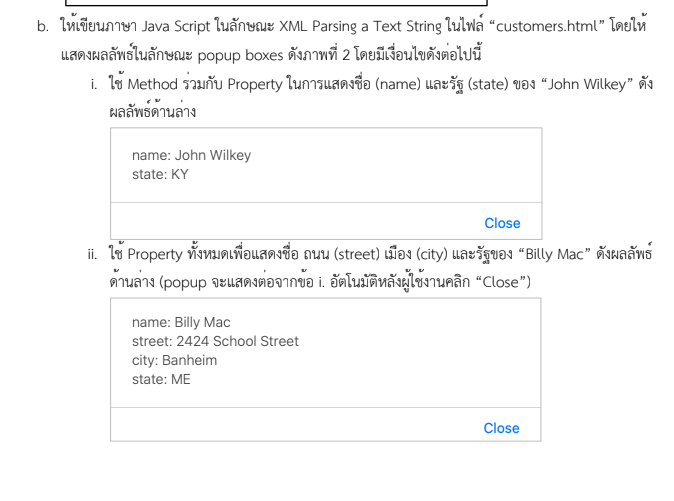 b. ให้เขียนภาษา Java Script ในลักษณะ XML Parsing a Text String ในไฟล์ “customers.html” โดยให้
แสดงผลลัพธ์ในลักษณะ popup boxes ดังภาพที่ 2 โดยมีเงื่อนไขดังต่อไปนี้
i. ใช้ Method ร่วมกับ Property ในการแสดงชื่อ (name) และรัฐ (state) ของ “John Wilkey” ดัง
ผลลัพธ์ด้านล่าง
name: John Wilkey
state: KY
Close
ii. ใช้ Property ทั้งหมดเพื่อแสดงชื่อ ถนน (street) เมือง (city) และรัฐของ “Billy Mac” ดังผลลัพธ์
ด้านล่าง (popup จะแสดงต่อจากข้อ i. อัตโนมัติหลังผู้ใช้งานคลิก “Close”)
name: Billy Mac
street: 2424 School Street
city: Banheim
state: ME
Close